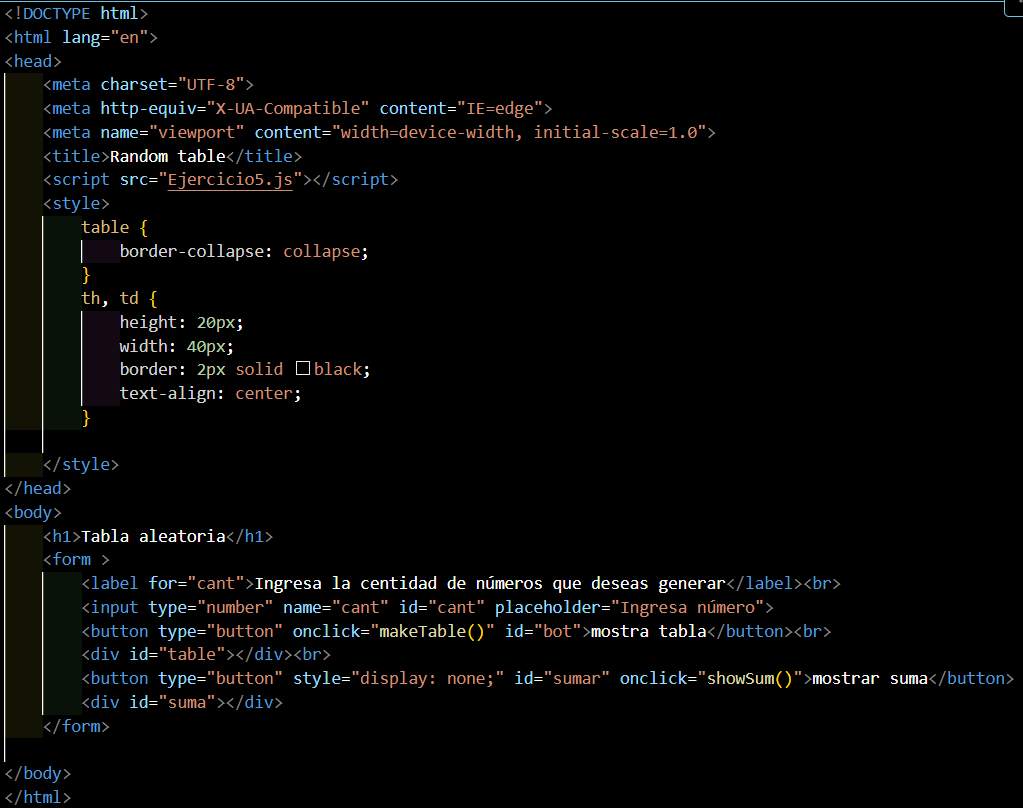 <!DOCTYPE html>
<html lang="en">
<head>
    <meta charset="UTF-8">
    <meta http-equiv="X-UA-Compatible" content="IE=edge">
    <meta name="viewport" content="width=device-width, initial-scale=1.0">
    <title>Random table</title>
    <script src="Ejercicio5.js"></script>
    <style>
        table {
            border-collapse: collapse;
        }
        th, td {
            height: 20px;
            width: 40px;
            border: 2px solid black;
            text-align: center;
        }
    </style>
</head>
<body>
    <h1>Tabla aleatoria</h1>
    <form >
        <label for="cant">Ingresa la centidad de números que deseas generar</label><br>
        <input type="number" name="cant" id="cant" placeholder="Ingresa número">
        <button type="button" onclick="makeTable()" id="bot">mostra tabla</button><br>
        <div id="table"></div><br>
        <button type="button" style="display: none;" id="sumar" onclick="showSum()">mostrar suma</button>
        <div id="suma"></div>
    </form>
</body>
</html>